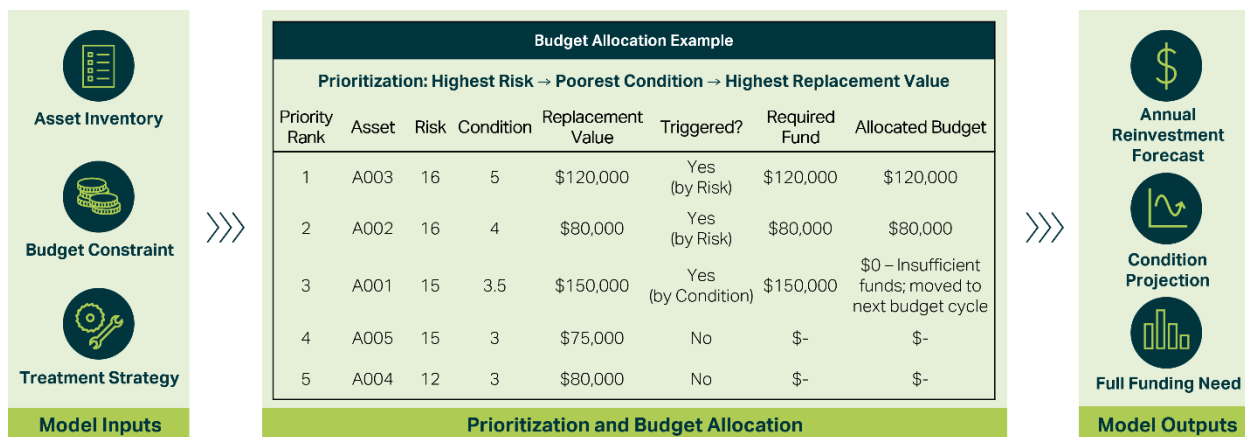 Asset Inventory
Budget Constraint
Treatment Strategy
Model Inputs
Budget Allocation Example
Prioritization: Highest Risk → Poorest Condition → Highest Replacement Value
Priority Rank Asset Risk Condition Replacement Value Triggered? Required Fund Allocated Budget
1 A003 16 5 $120,000 Yes (by Risk) $120,000 $120,000
2 A002 16 4 $80,000 Yes (by Risk) $80,000 $80,000
3 A001 15 3.5 $150,000 Yes (by Condition) $150,000 $0 – Insufficient funds; moved to next budget cycle
4 A005 15 3 $75,000 No $- $-
5 A004 12 3 $80,000 No $- $-
Prioritization and Budget Allocation
$
Annual
Reinvestment
Forecast
Condition
Projection
Full Funding Need
Model Outputs